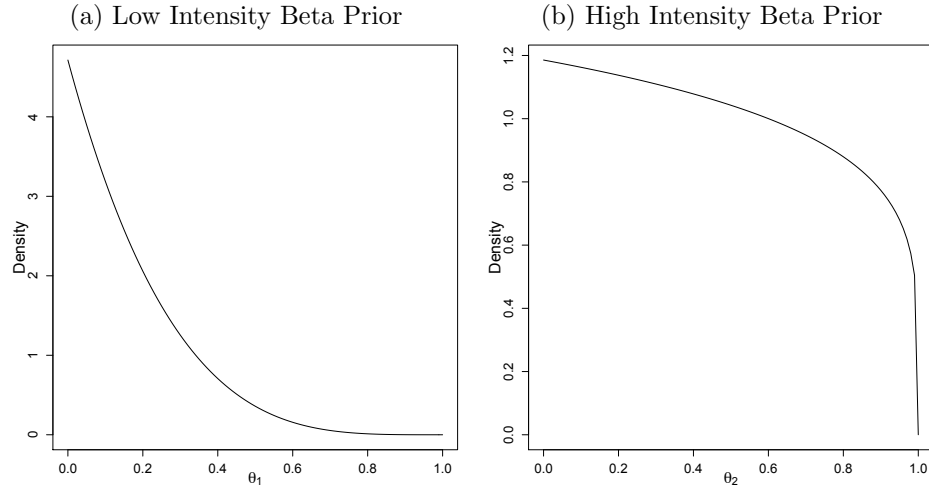 (a) Low Intensity Beta Prior
Density
0 1 2 3 4
0.0 0.2 0.4 0.6 0.8 1.0
θ1
(b) High Intensity Beta Prior
Density
0.0 0.2 0.4 0.6 0.8 1.0 1.2
0.0 0.2 0.4 0.6 0.8 1.0
θ2